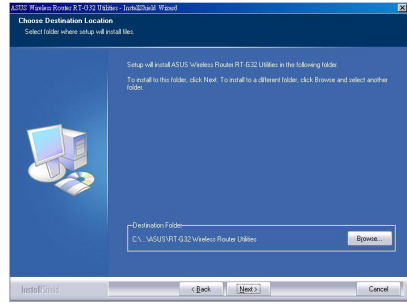 ASUS Wireless Router RT-G32 Utilities - InstallShield Wizard
Choose Destination Location
Select folder where setup will install files.
Setup will install ASUS Wireless Router RT-G32 Utilities in the following folder.
To install to this folder, click Next. To install to a different folder, click Browse and select another
folder.
Destination Folder
C:\...\ASUS\RT-G32 Wireless Router Utilities
Browse...
InstallShield
< Back
Next >
Cancel